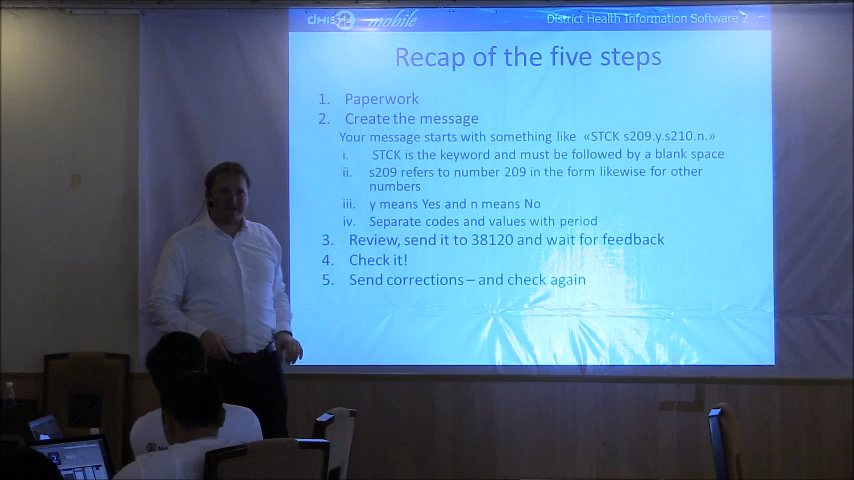 dhis2 mobile
District Health Information Software 2
Recap of the five steps
1. Paperwork
2. Create the message
Your message starts with something like «STCK s209.y.s210.n.»
i. STCK is the keyword and must be followed by a blank space
ii. s209 refers to number 209 in the form likewise for other
numbers
iii. y means Yes and n means No
iv. Separate codes and values with period
3. Review, send it to 38120 and wait for feedback
4. Check it!
5. Send corrections – and check again